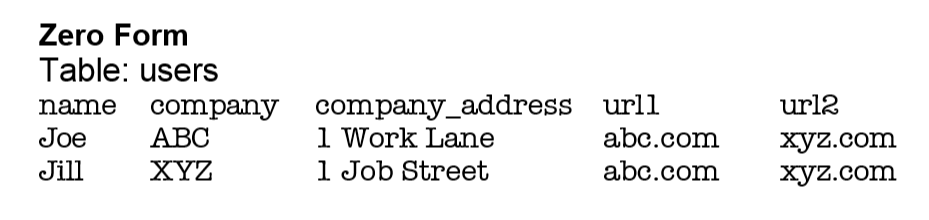 Zero Form
Table: users
name company company_address url1 url2
Joe ABC 1 Work Lane abc.com xyz.com
Jill XYZ 1 Job Street abc.com xyz.com